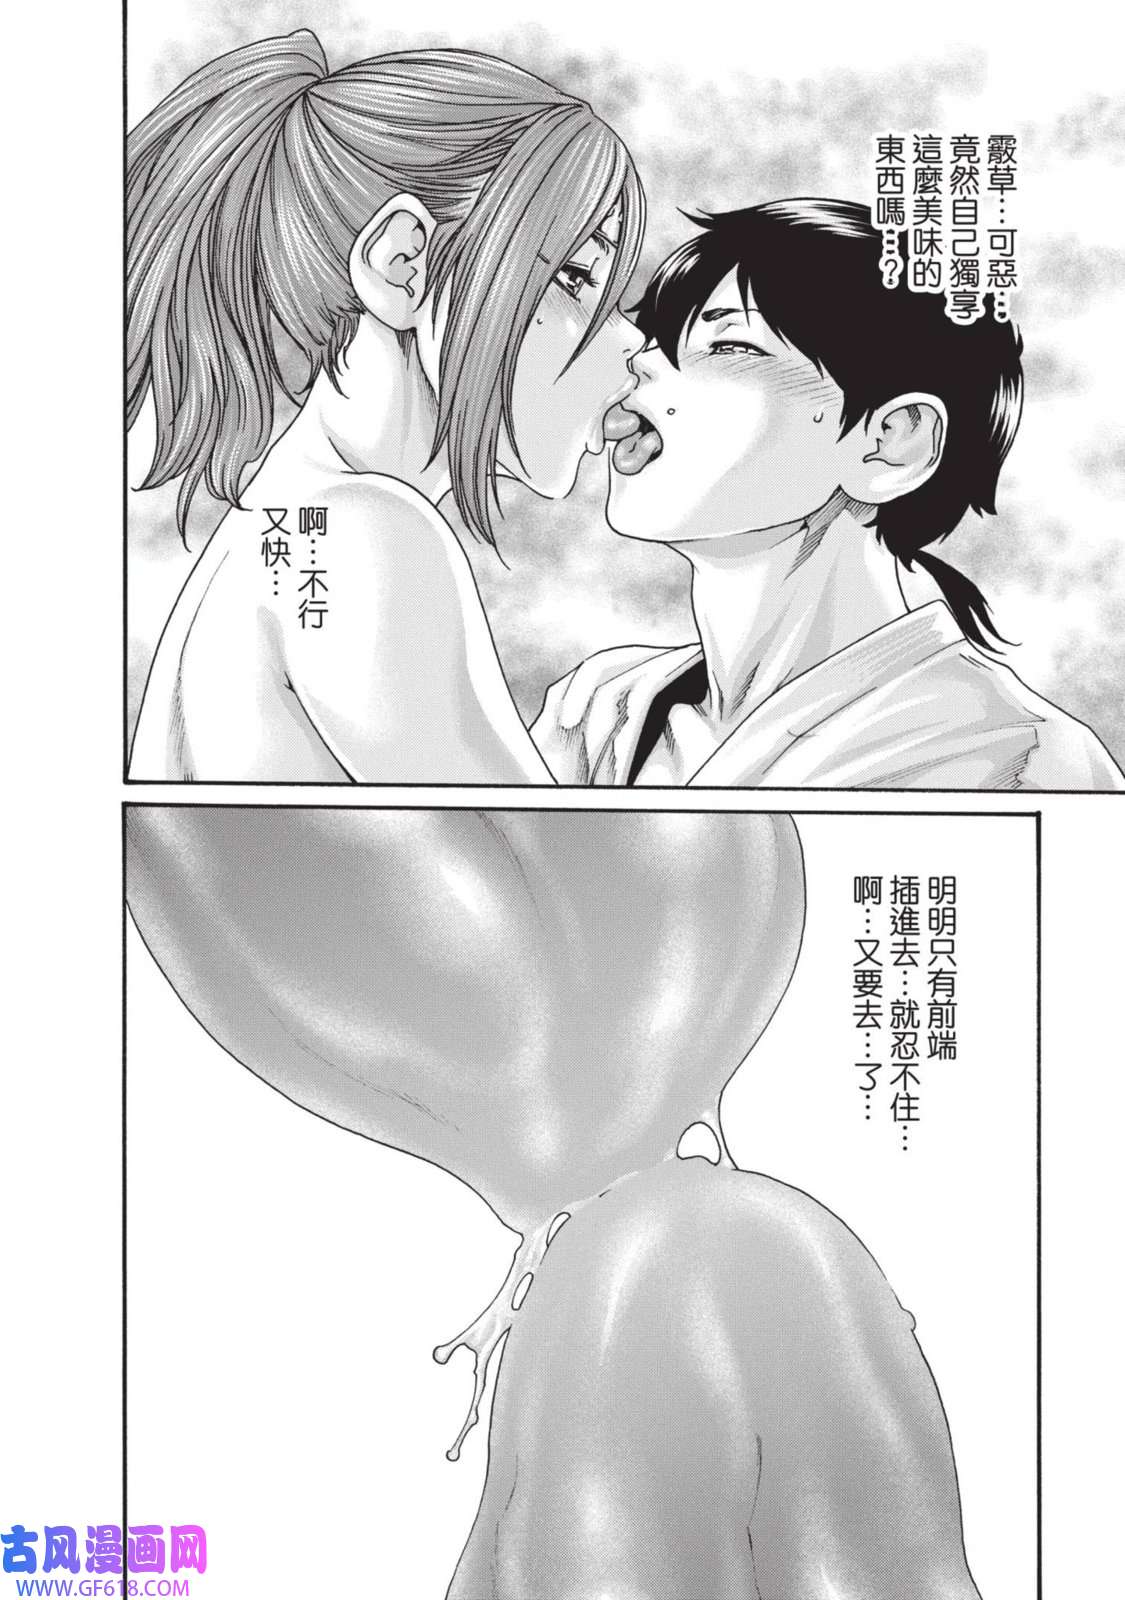 草…可惡…
竟然自己獨享
這麼美味的
東西嗎…?
啊…不行
又快…
明明只有前端
插進去…就忍不住…
啊…又要去…了…
古风漫画网
WWW.GF618.COM